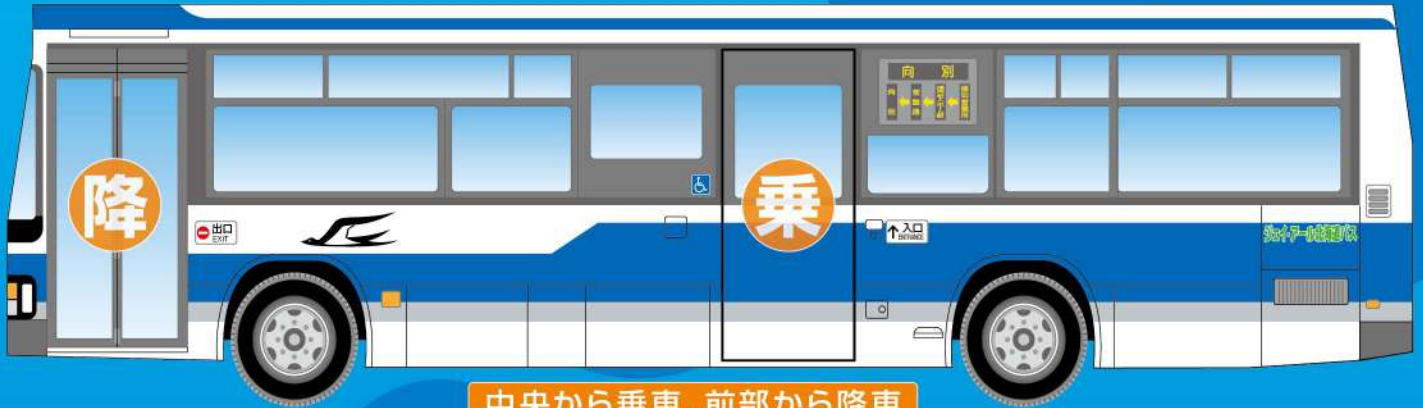 向 別
降
乗
出口
EXIT
入口
ENTRANCE
ジェイ・アール北海道バス
中央から乗車 前部から降車